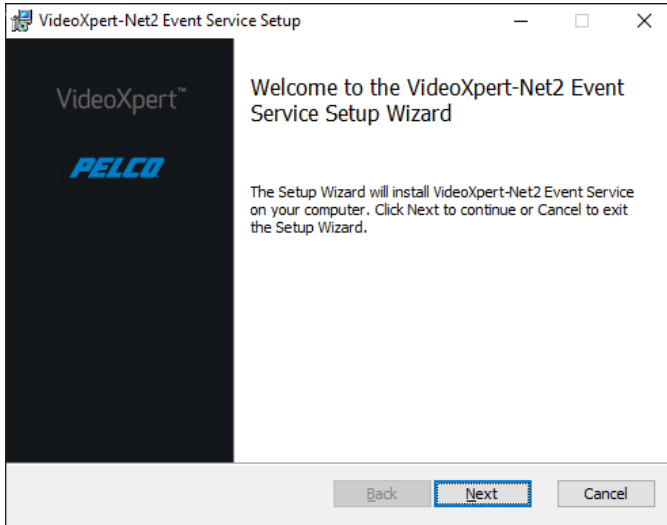 VideoXpert-Net2 Event Service Setup
VideoXpert™
PELCO
Welcome to the VideoXpert-Net2 Event
Service Setup Wizard
The Setup Wizard will install VideoXpert-Net2 Event Service
on your computer. Click Next to continue or Cancel to exit
the Setup Wizard.
Back
Next
Cancel